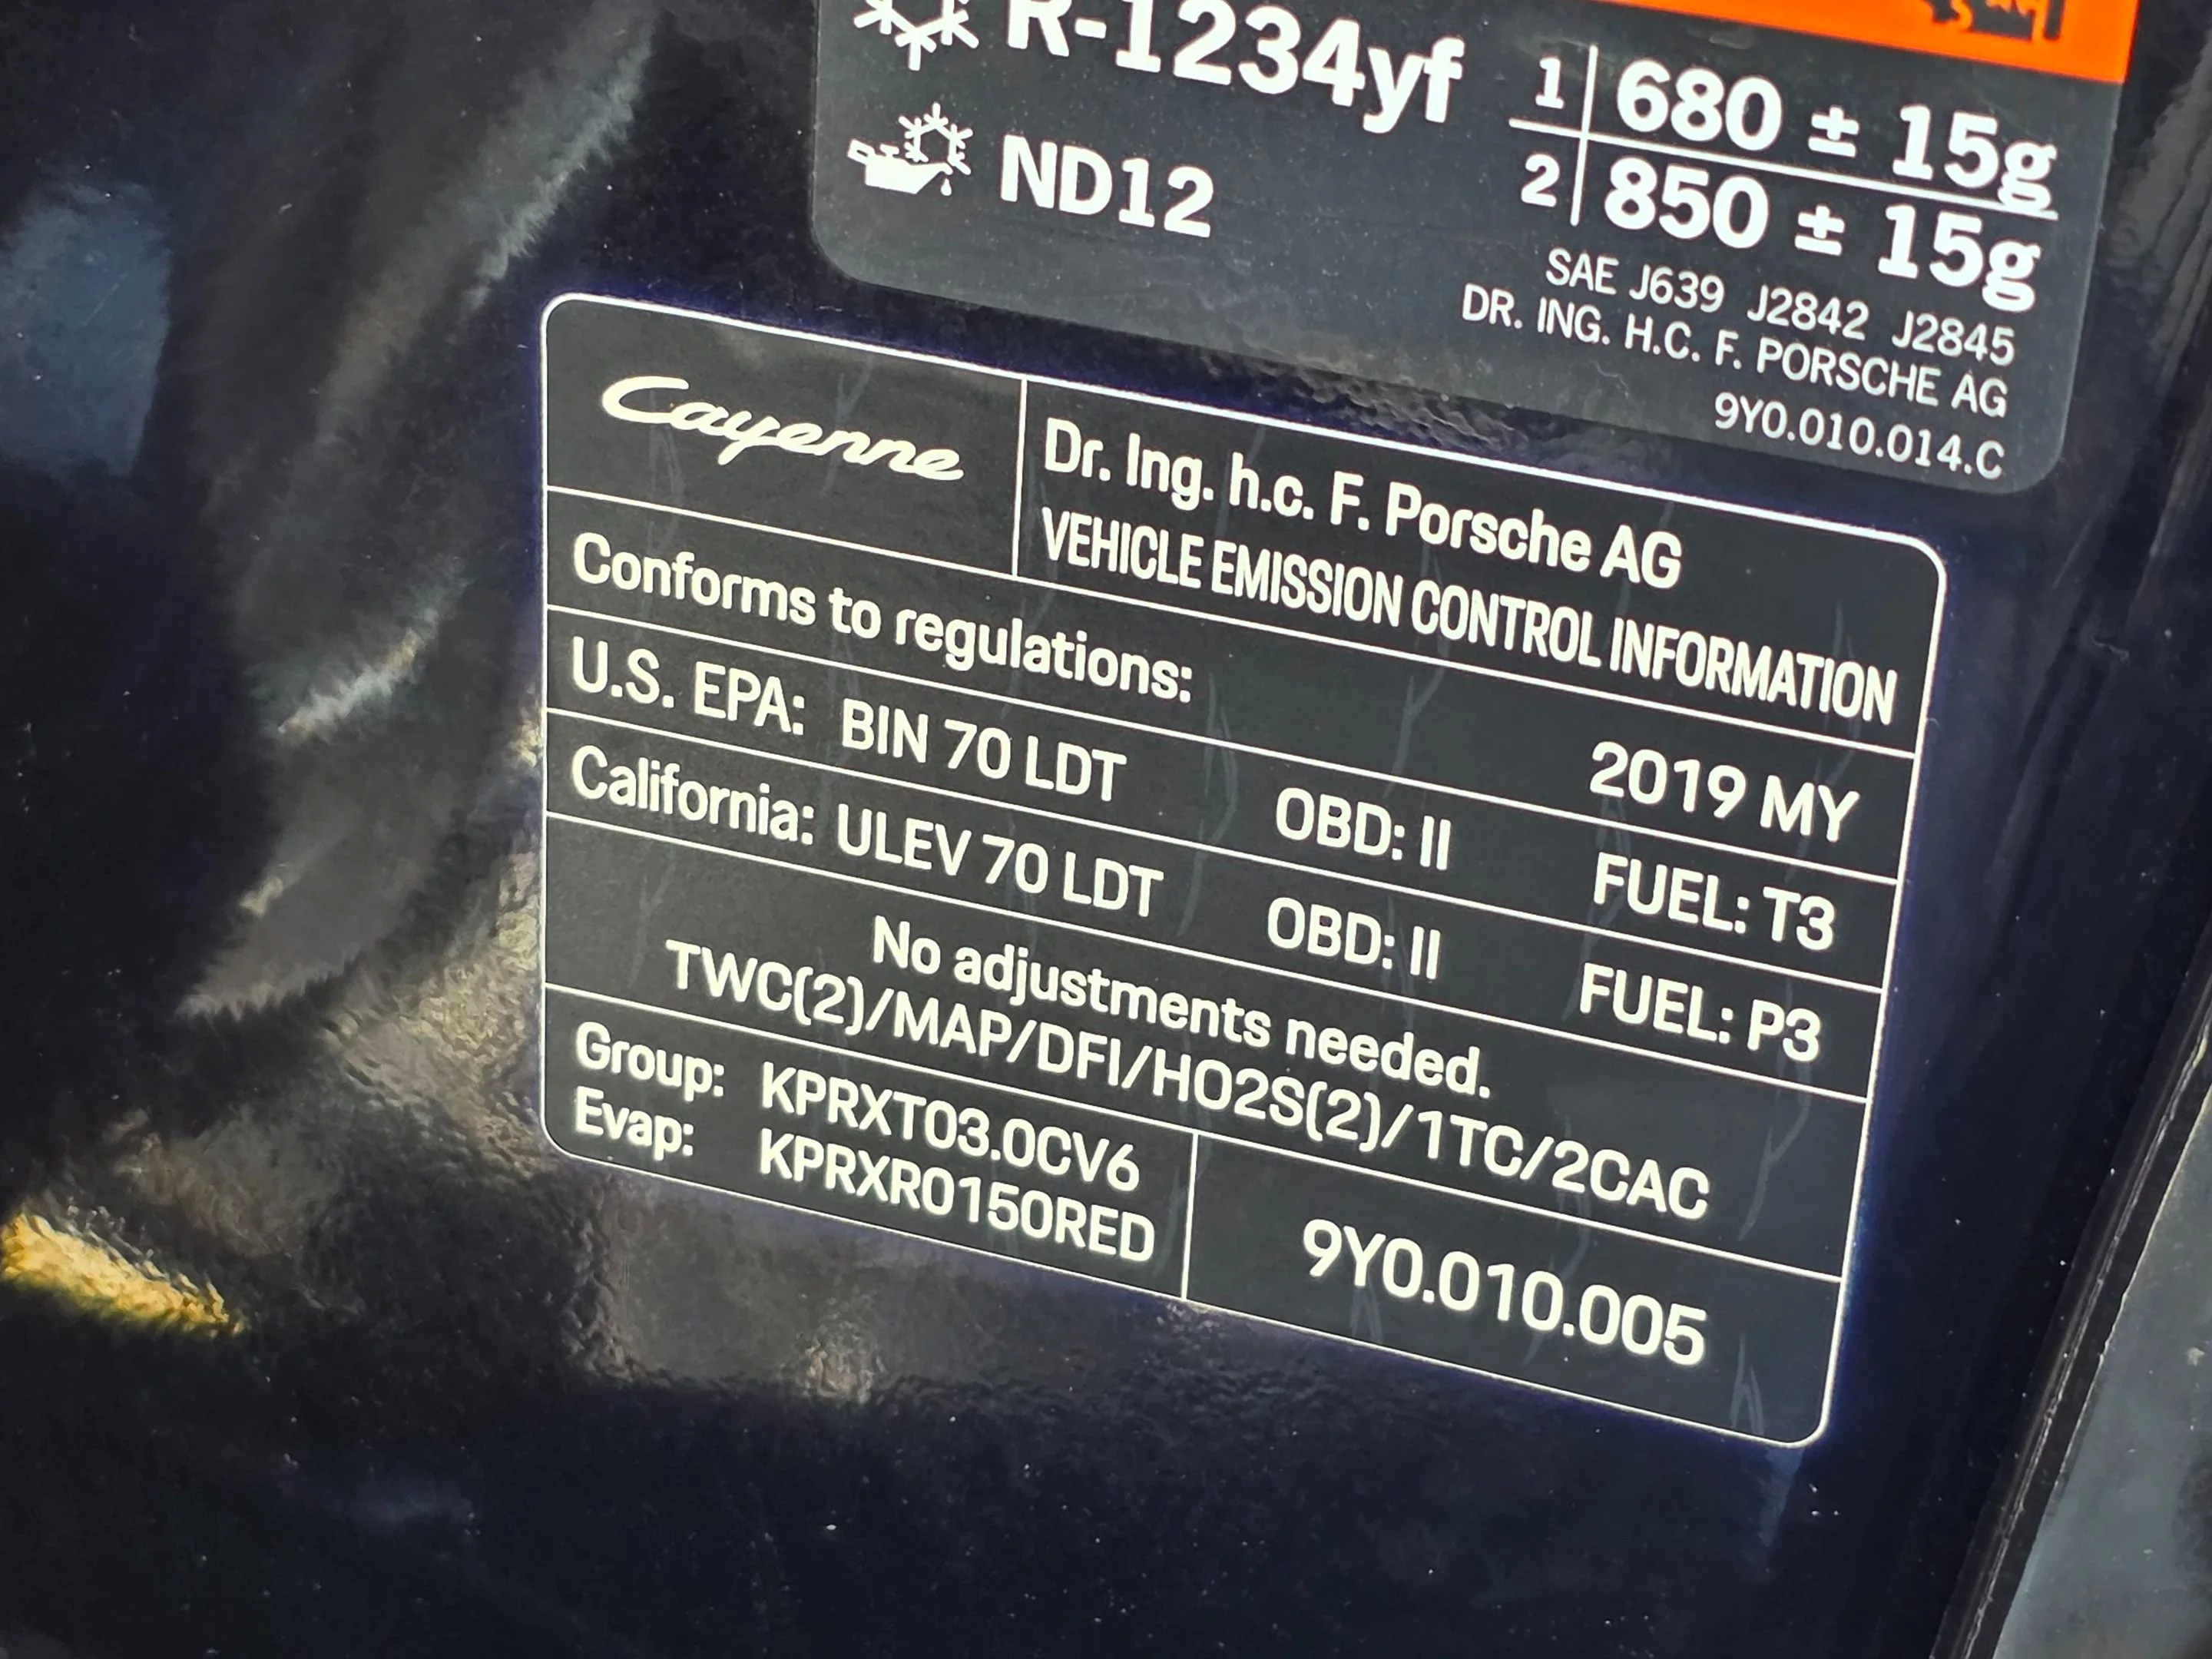 R-1234yf 1 680 ± 15g
ND12 2 850 ± 15g
SAE J639 J2842 J2845
DR. ING. H.C. F. PORSCHE AG
9Y0.010.014.C
Cayenne
Dr. Ing. h.c. F. Porsche AG
VEHICLE EMISSION CONTROL INFORMATION
Conforms to regulations: 2019 MY
U.S. EPA: BIN 70 LDT OBD: II FUEL: T3
California: ULEV 70 LDT OBD: II FUEL: P3
No adjustments needed.
TWC(2)/MAP/DFI/HO2S(2)/1TC/2CAC
Group: KPRXT03.0CV6
Evap: KPRXR0150RED
9Y0.010.005